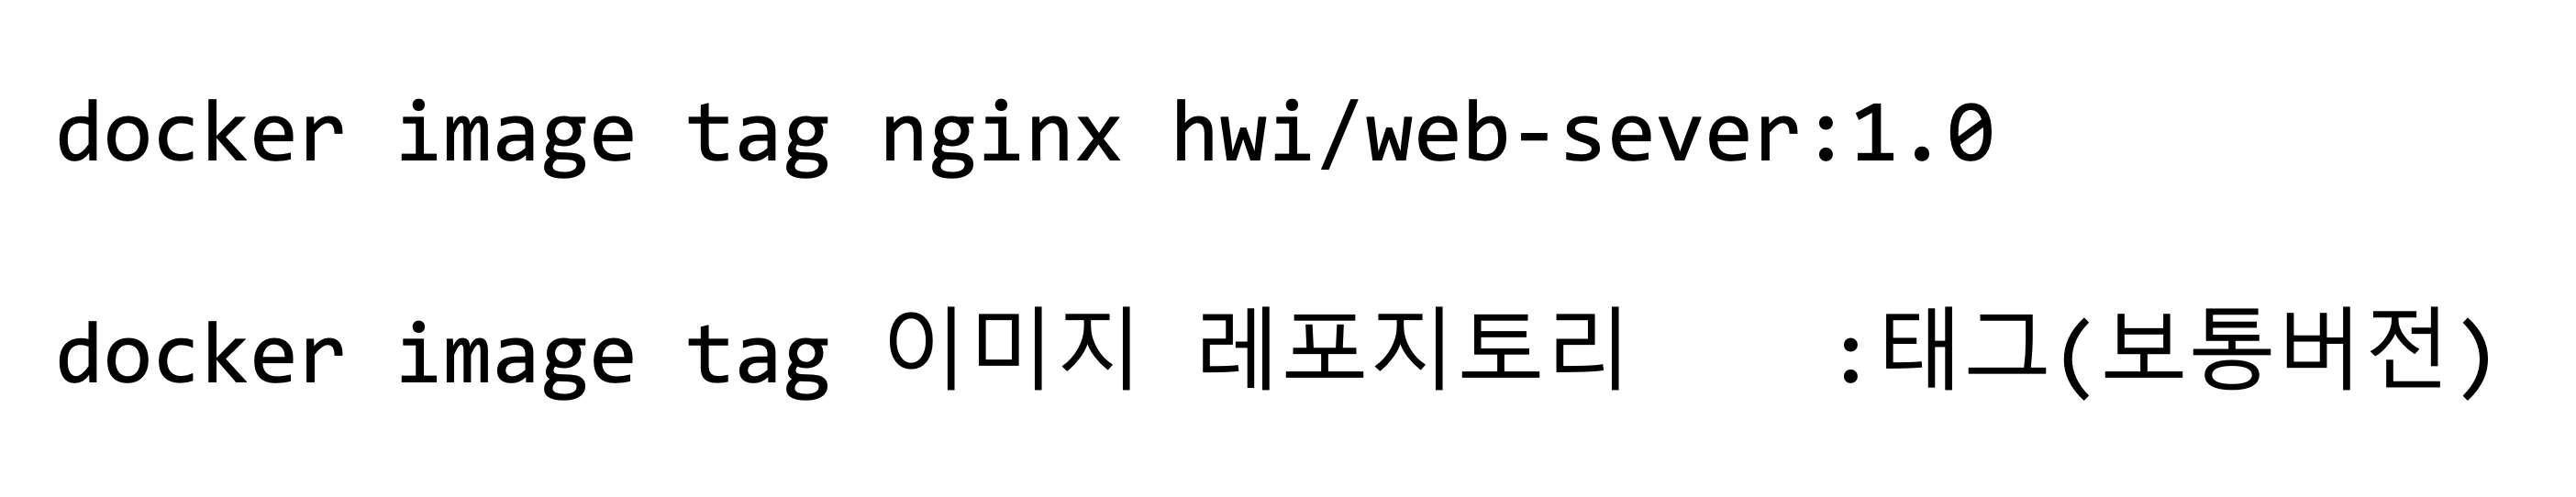 docker image tag nginx hwi/web-sever:1.0
docker image tag 이미지 레포지토리 :태그(보통버전)